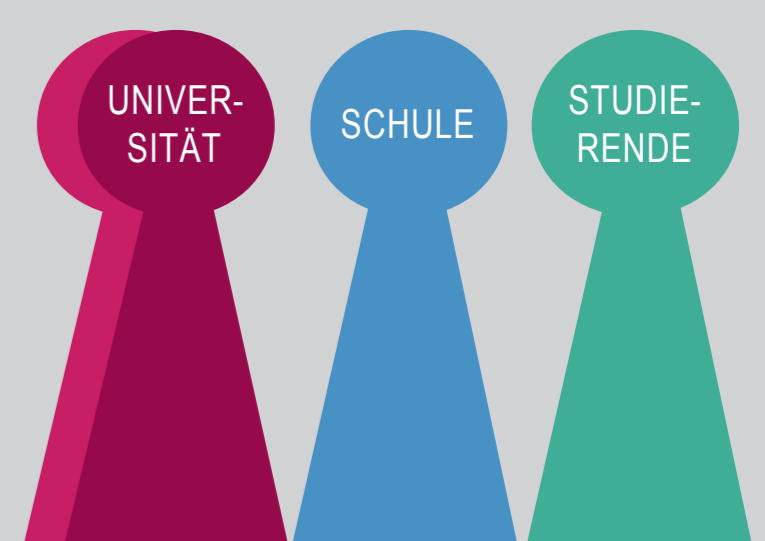 UNIVER-
SITÄT
SCHULE
STUDIE-
RENDE